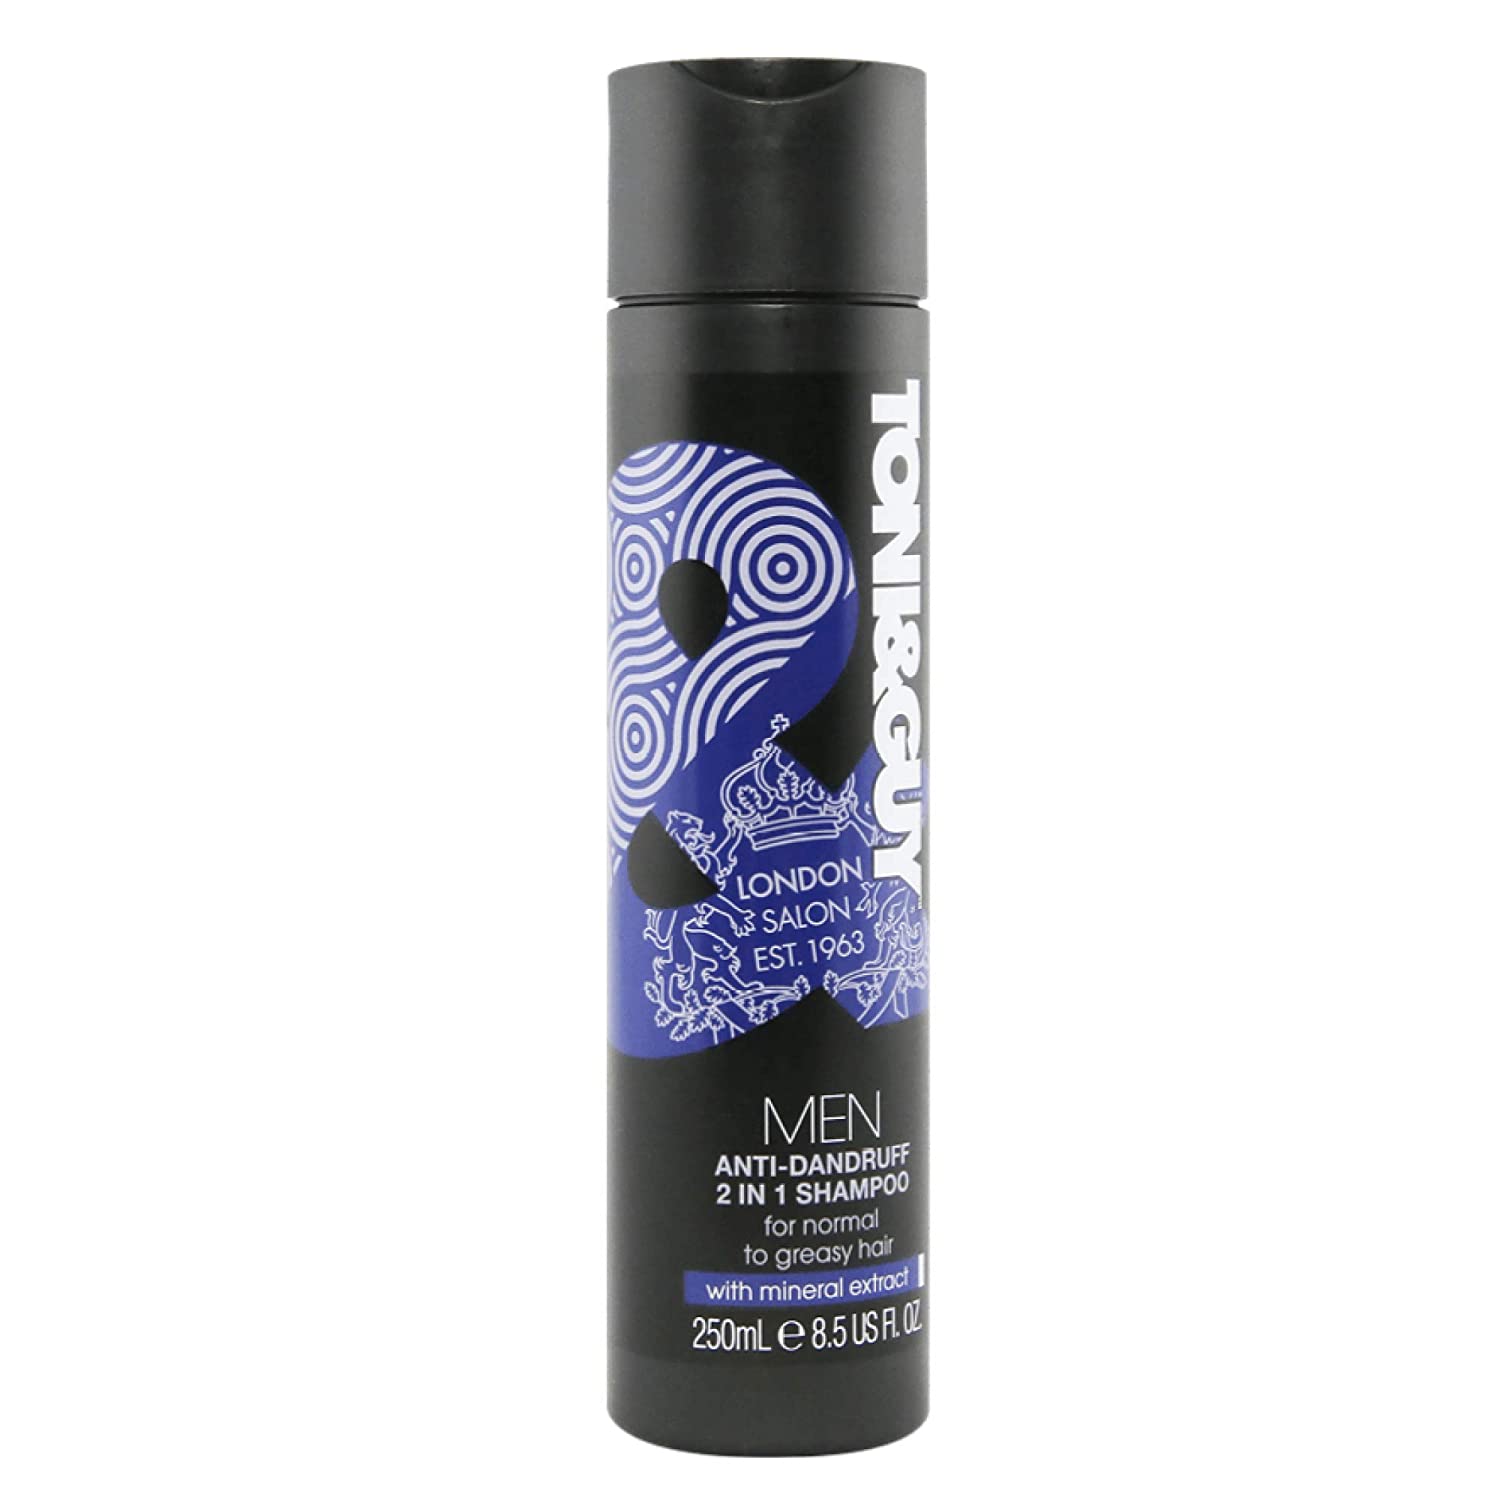 TONI&GUY
LONDON
SALON
EST. 1963
MEN
ANTI-DANDRUFF
2 IN 1 SHAMPOO
for normal
to greasy hair
with mineral extract
250mL ℮ 8.5 US Fl. OZ.